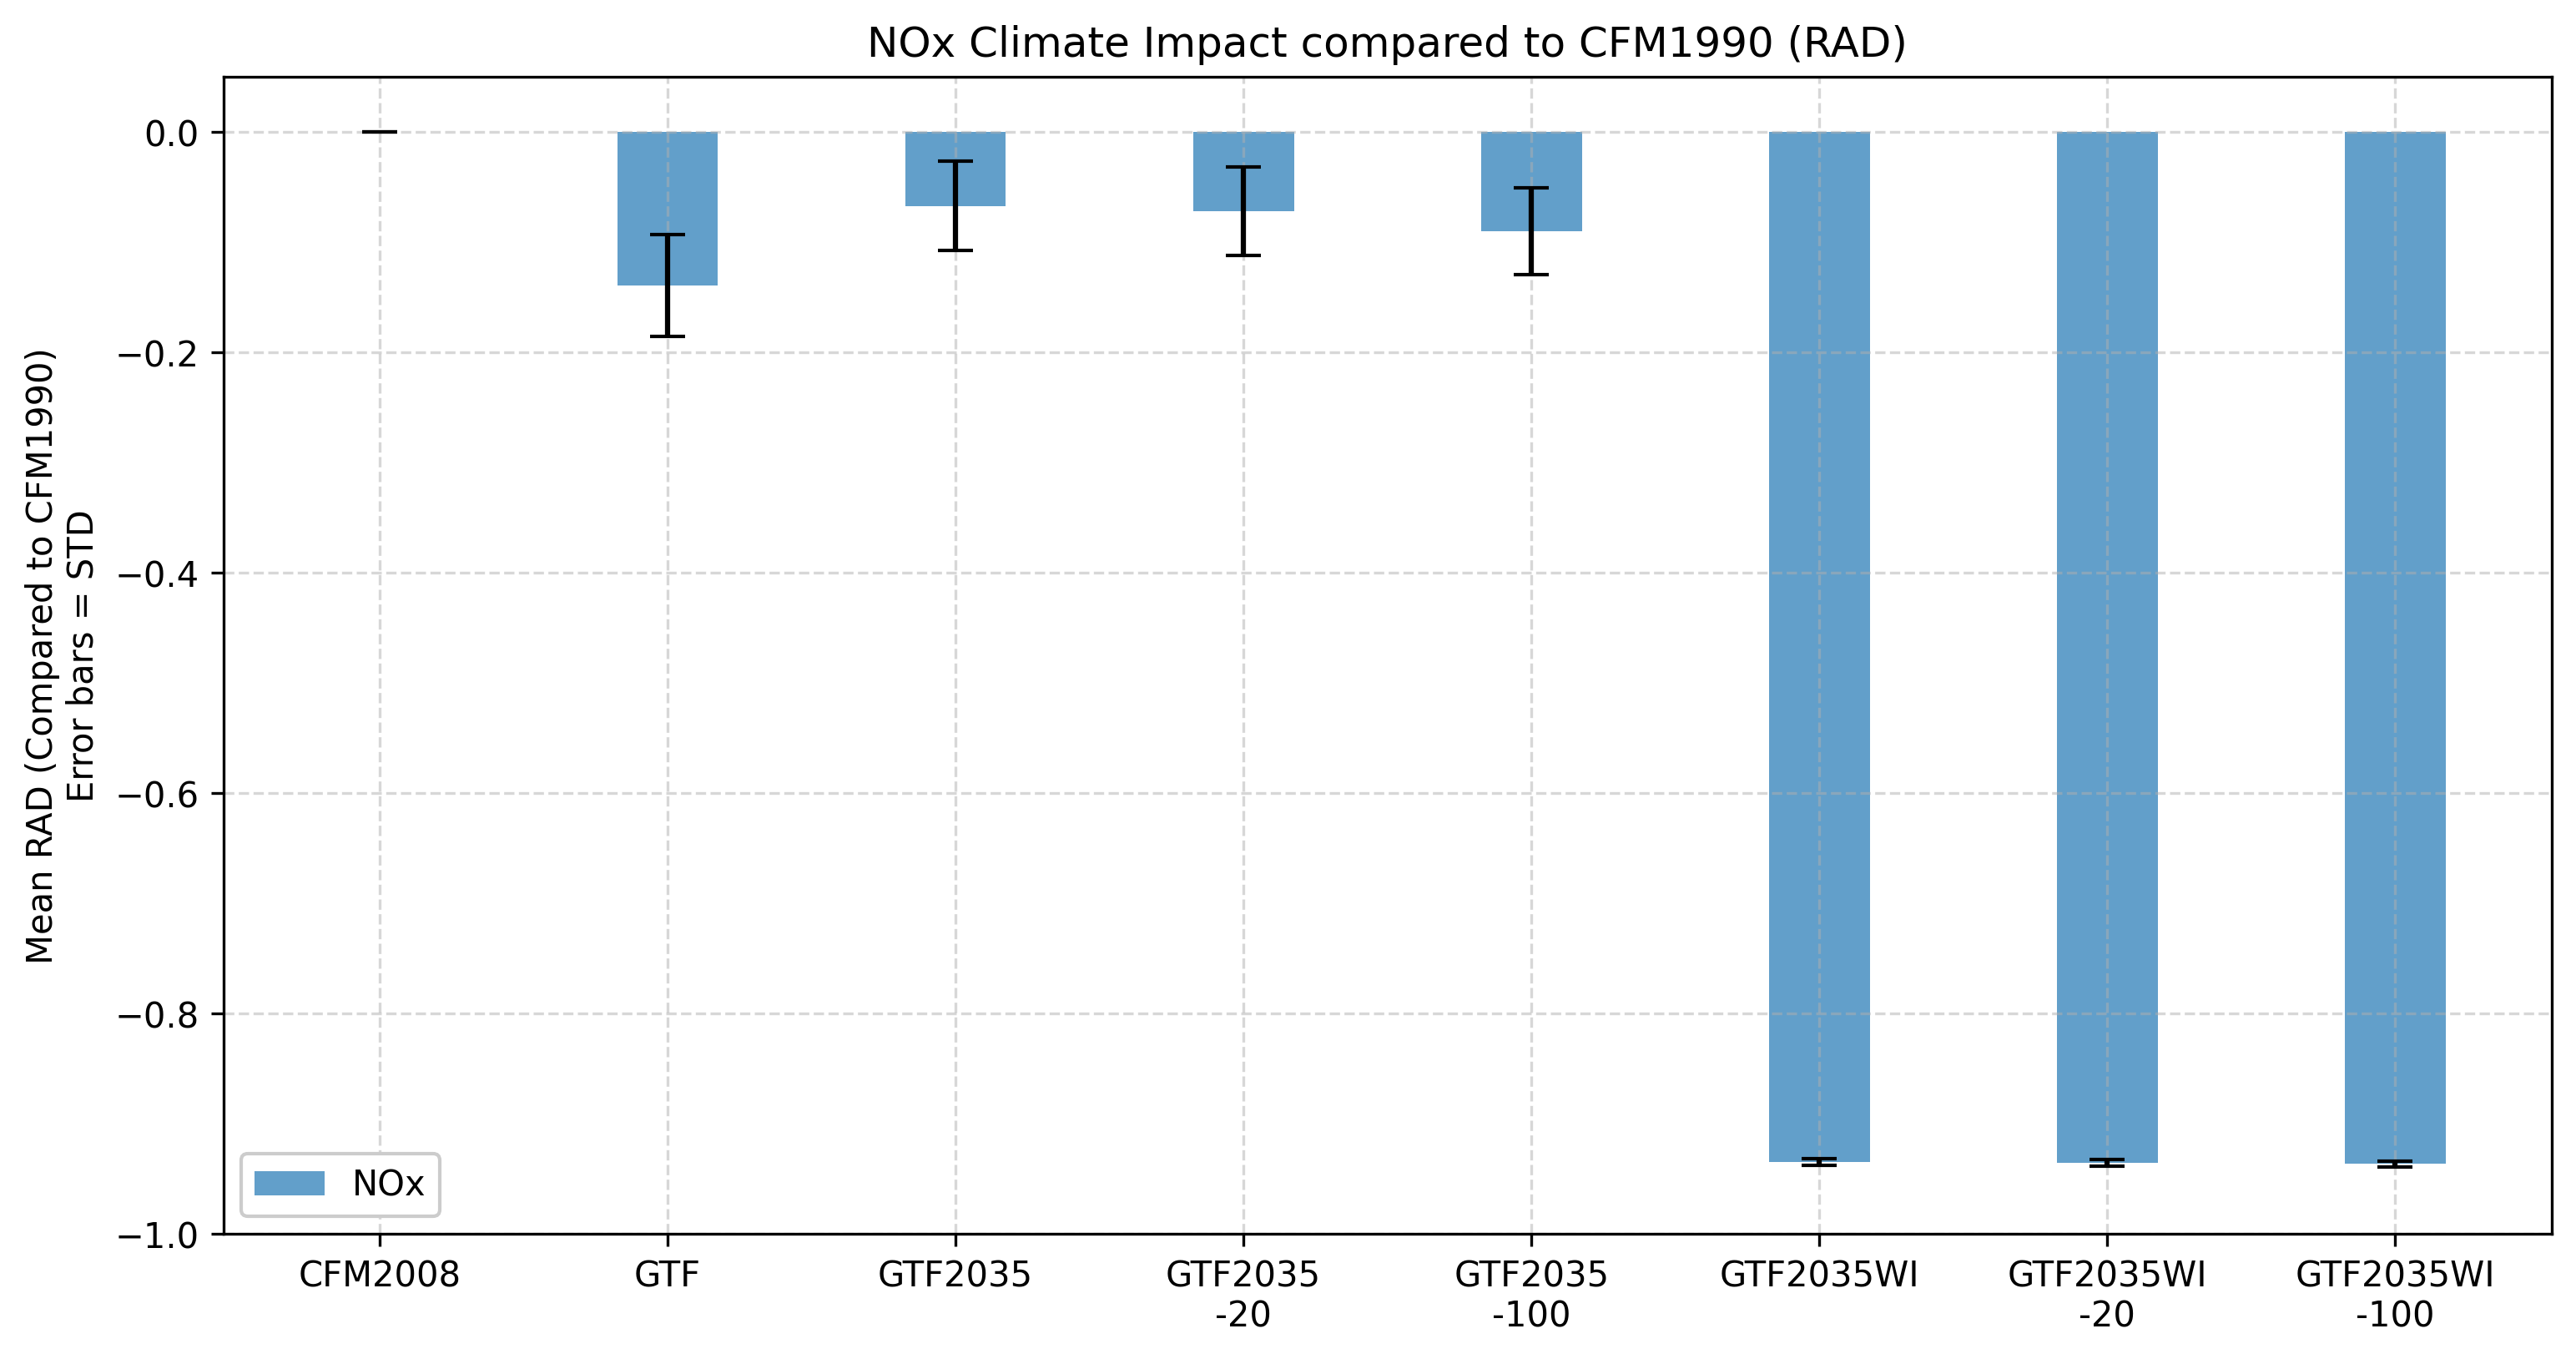 NOx Climate Impact compared to CFM1990 (RAD)
Mean RAD (Compared to CFM1990)
Error bars = STD
0.0
−0.2
−0.4
−0.6
−0.8
−1.0
NOx
CFM2008
GTF
GTF2035
GTF2035
-20
GTF2035
-100
GTF2035WI
GTF2035WI
-20
GTF2035WI
-100